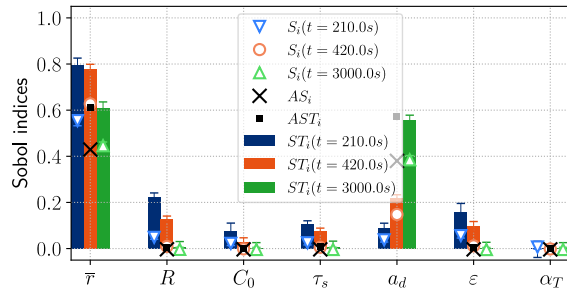 Sobol indices
1.0
0.8
0.6
0.4
0.2
0.0
S_i(t = 210.0s)
S_i(t = 420.0s)
S_i(t = 3000.0s)
AS_i
AST_i
ST_i(t = 210.0s)
ST_i(t = 420.0s)
ST_i(t = 3000.0s)
r̅ R C_0 τ_s a_d ε α_T